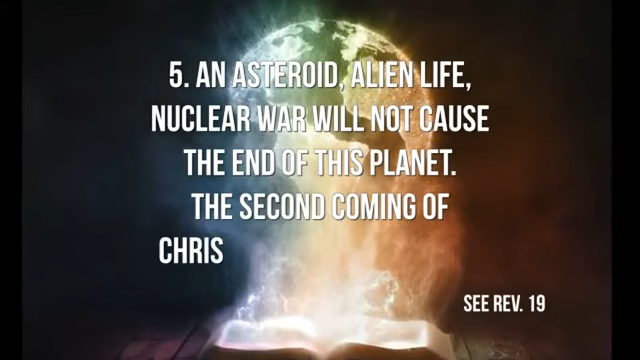 5. AN ASTEROID, ALIEN LIFE,
NUCLEAR WAR WILL NOT CAUSE
THE END OF THIS PLANET.
THE SECOND COMING OF
CHRIS
SEE REV. 19